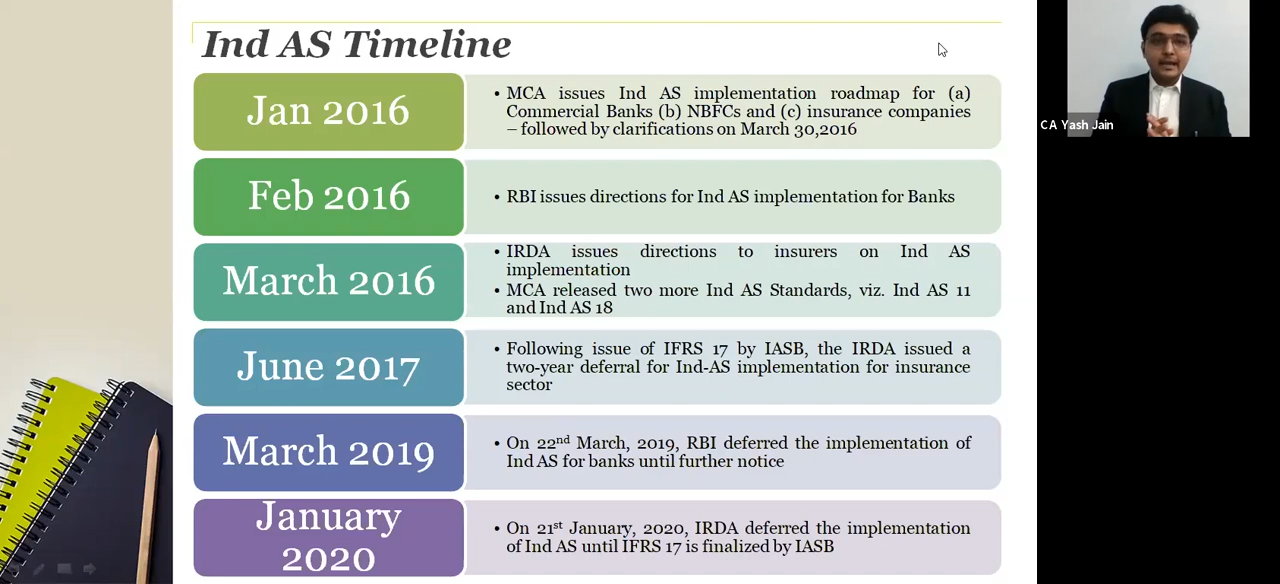 Ind AS Timeline
Jan 2016
• MCA issues Ind AS implementation roadmap for (a)
Commercial Banks (b) NBFCs and (c) insurance companies
– followed by clarifications on March 30,2016
Feb 2016
• RBI issues directions for Ind AS implementation for Banks
March 2016
• IRDA issues directions to insurers on Ind AS
implementation
• MCA released two more Ind AS Standards, viz. Ind AS 11
and Ind AS 18
June 2017
• Following issue of IFRS 17 by IASB, the IRDA issued a
two-year deferral for Ind-AS implementation for insurance
sector
March 2019
• On 22nd March, 2019, RBI deferred the implementation of
Ind AS for banks until further notice
January
2020
• On 21st January, 2020, IRDA deferred the implementation
of Ind AS until IFRS 17 is finalized by IASB
CA Yash Jain